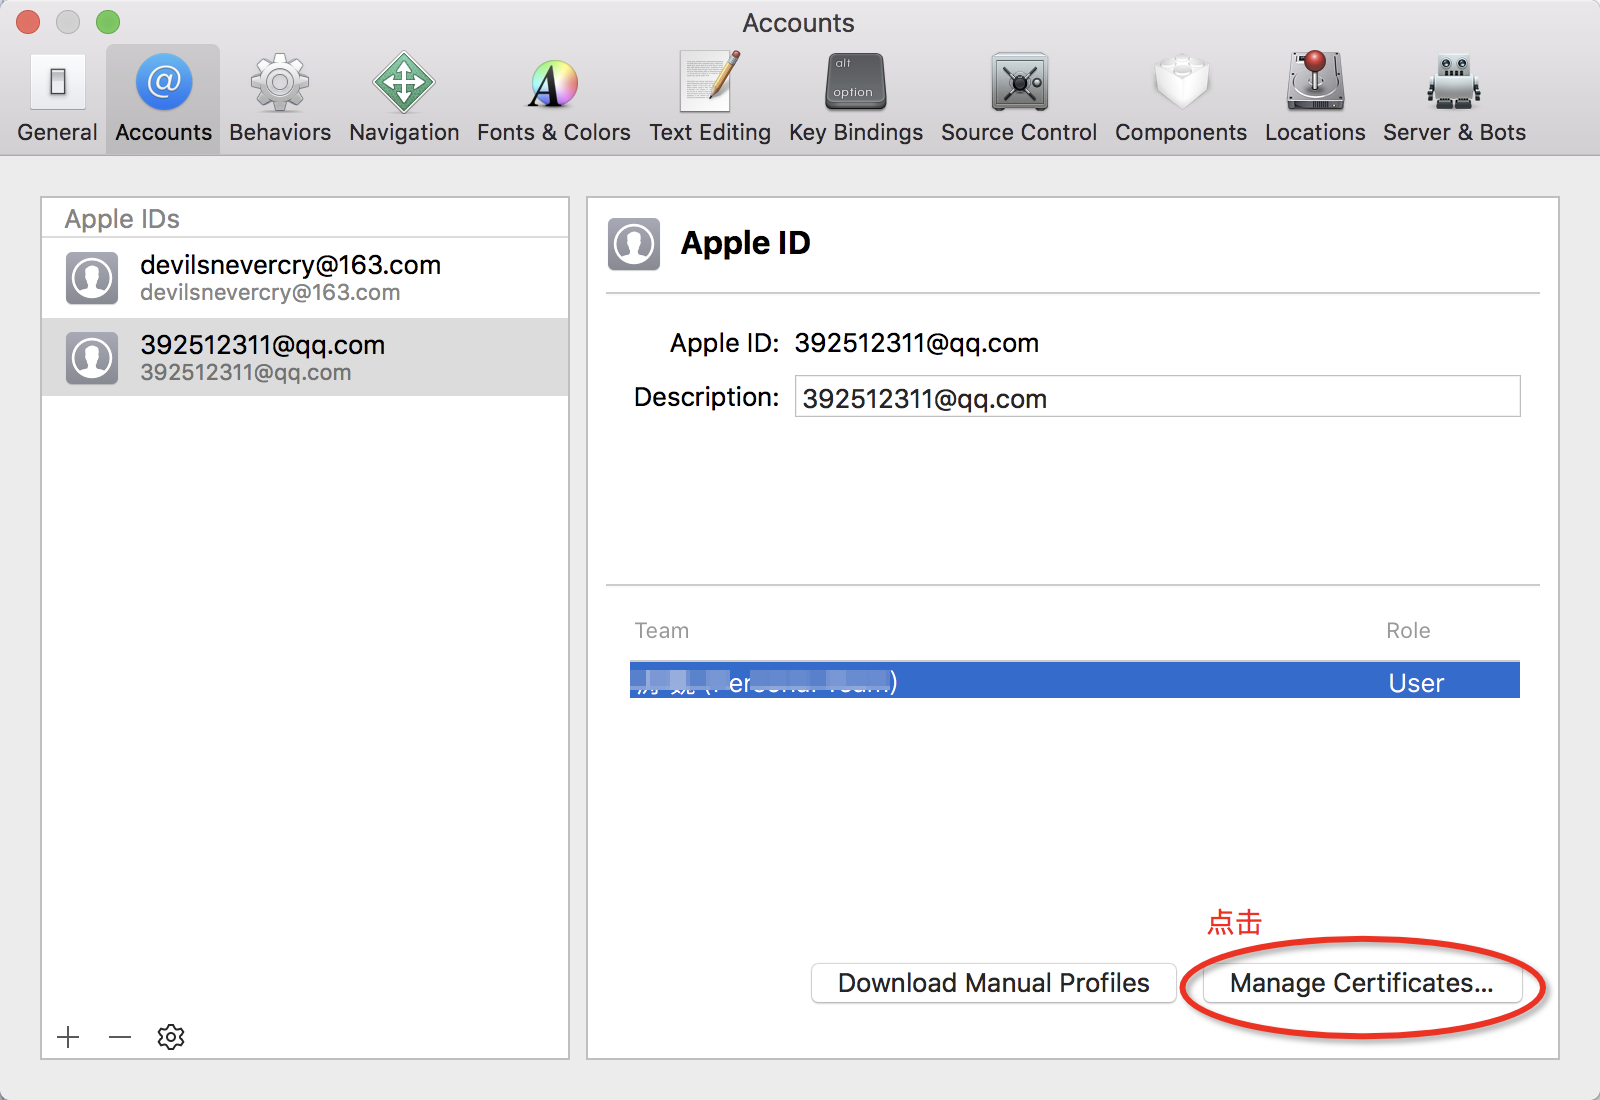 Accounts
General
Accounts
Behaviors
Navigation
Fonts & Colors
Text Editing
alt
option
Key Bindings
Source Control
Components
Locations
Server & Bots
Apple IDs
devilsnevercry@163.com
devilsnevercry@163.com
392512311@qq.com
392512311@qq.com
Apple ID
Apple ID: 392512311@qq.com
Description: 392512311@qq.com
Team Role
(Personal Team) User
点击
Download Manual Profiles
Manage Certificates...